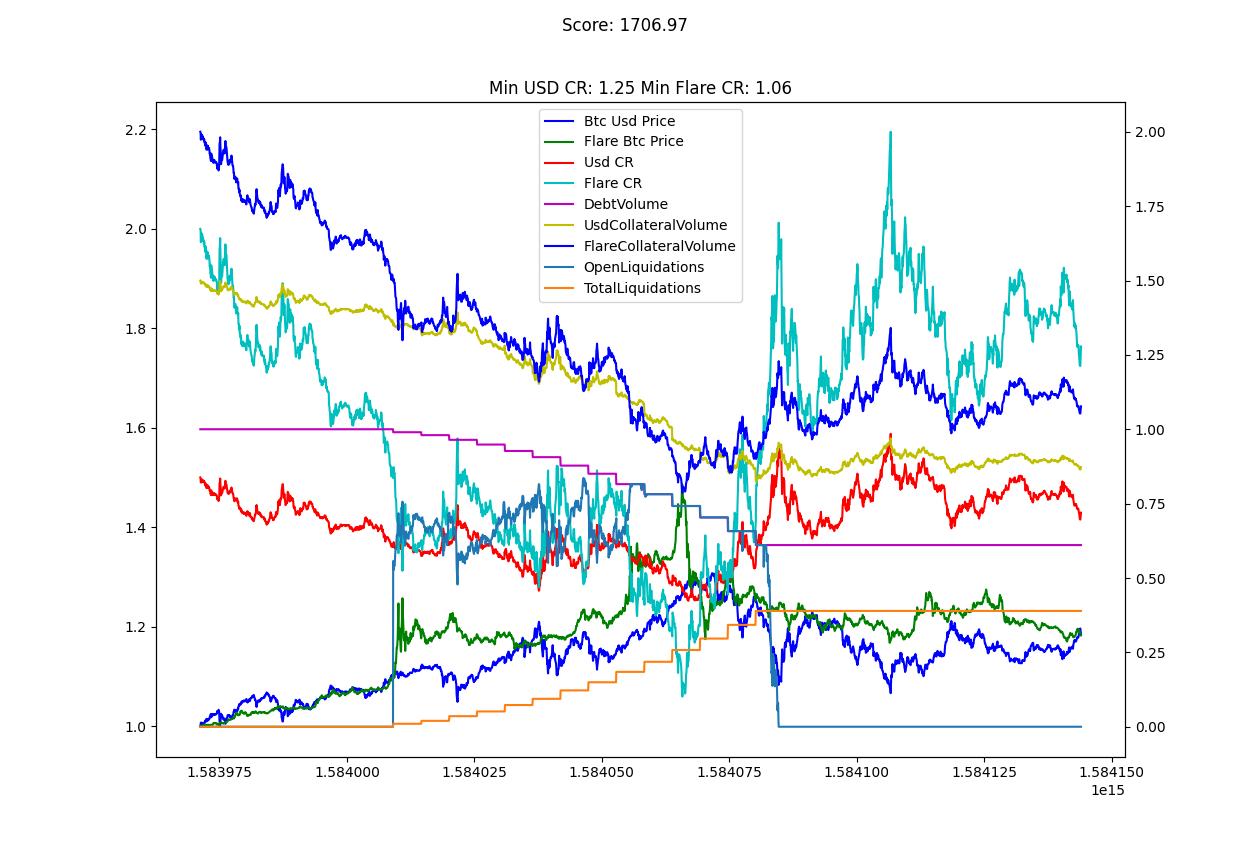 Score: 1706.97
Min USD CR: 1.25 Min Flare CR: 1.06
Btc Usd Price
Flare Btc Price
Usd CR
Flare CR
DebtVolume
UsdCollateralVolume
FlareCollateralVolume
OpenLiquidations
TotalLiquidations
2.2
2.0
1.8
1.6
1.4
1.2
1.0
2.00
1.75
1.50
1.25
1.00
0.75
0.50
0.25
0.00
1.583975 1.584000 1.584025 1.584050 1.584075 1.584100 1.584125 1.584150
1e15